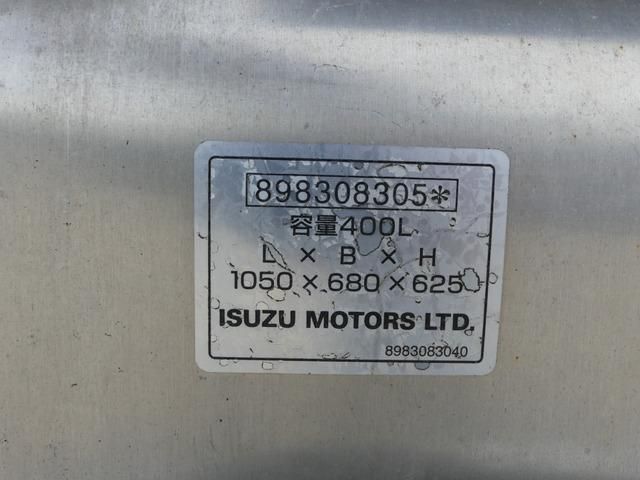 898308305*
容量400L
L × B × H
1050 × 680 × 625
ISUZU MOTORS LTD.
8983083040